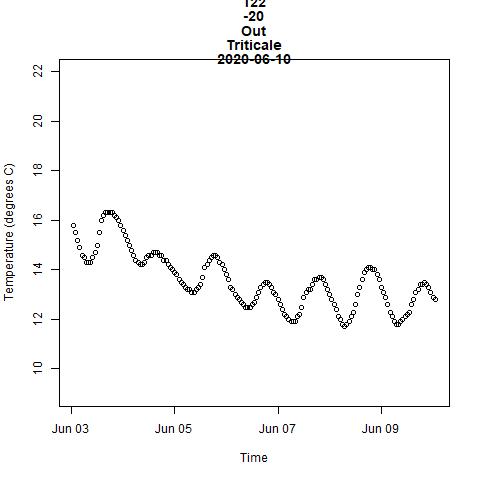 122
-20
Out
Triticale
2020-06-10
Temperature (degrees C)
22
20
18
16
14
12
10
Jun 03
Jun 05
Jun 07
Jun 09
Time